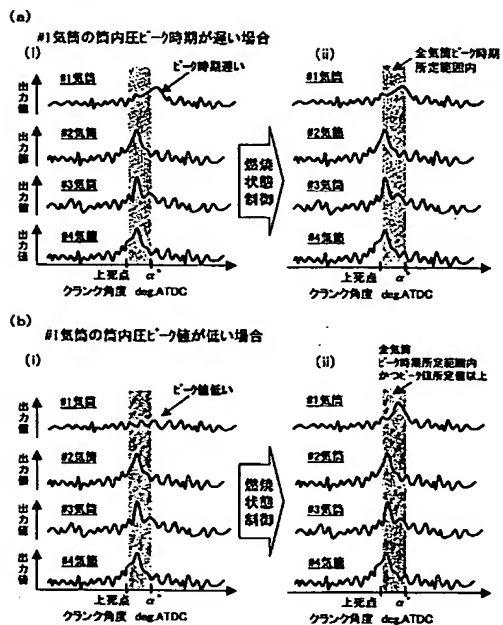 (a)
#1気筒の筒内圧ピーク時期が遅い場合
(i)
ピーク時期遅い
#1気筒
出力値
#2気筒
出力値
#3気筒
出力値
#4気筒
出力値
上死点 α°
クランク角度 deg.ATDC
燃焼
状態
制御
(ii)
全気筒ピーク時期
所定範囲内
#1気筒
#2気筒
#3気筒
#4気筒
上死点 α°
クランク角度 deg.ATDC
(b)
#1気筒の筒内圧ピーク値が低い場合
(i)
ピーク値低い
#1気筒
出力値
#2気筒
出力値
#3気筒
出力値
#4気筒
出力値
上死点 α°
クランク角度 deg.ATDC
燃焼
状態
制御
(ii)
全気筒
ピーク時期所定範囲内
かつピーク値所定値以上
#1気筒
#2気筒
#3気筒
#4気筒
上死点 α°
クランク角度 deg.ATDC